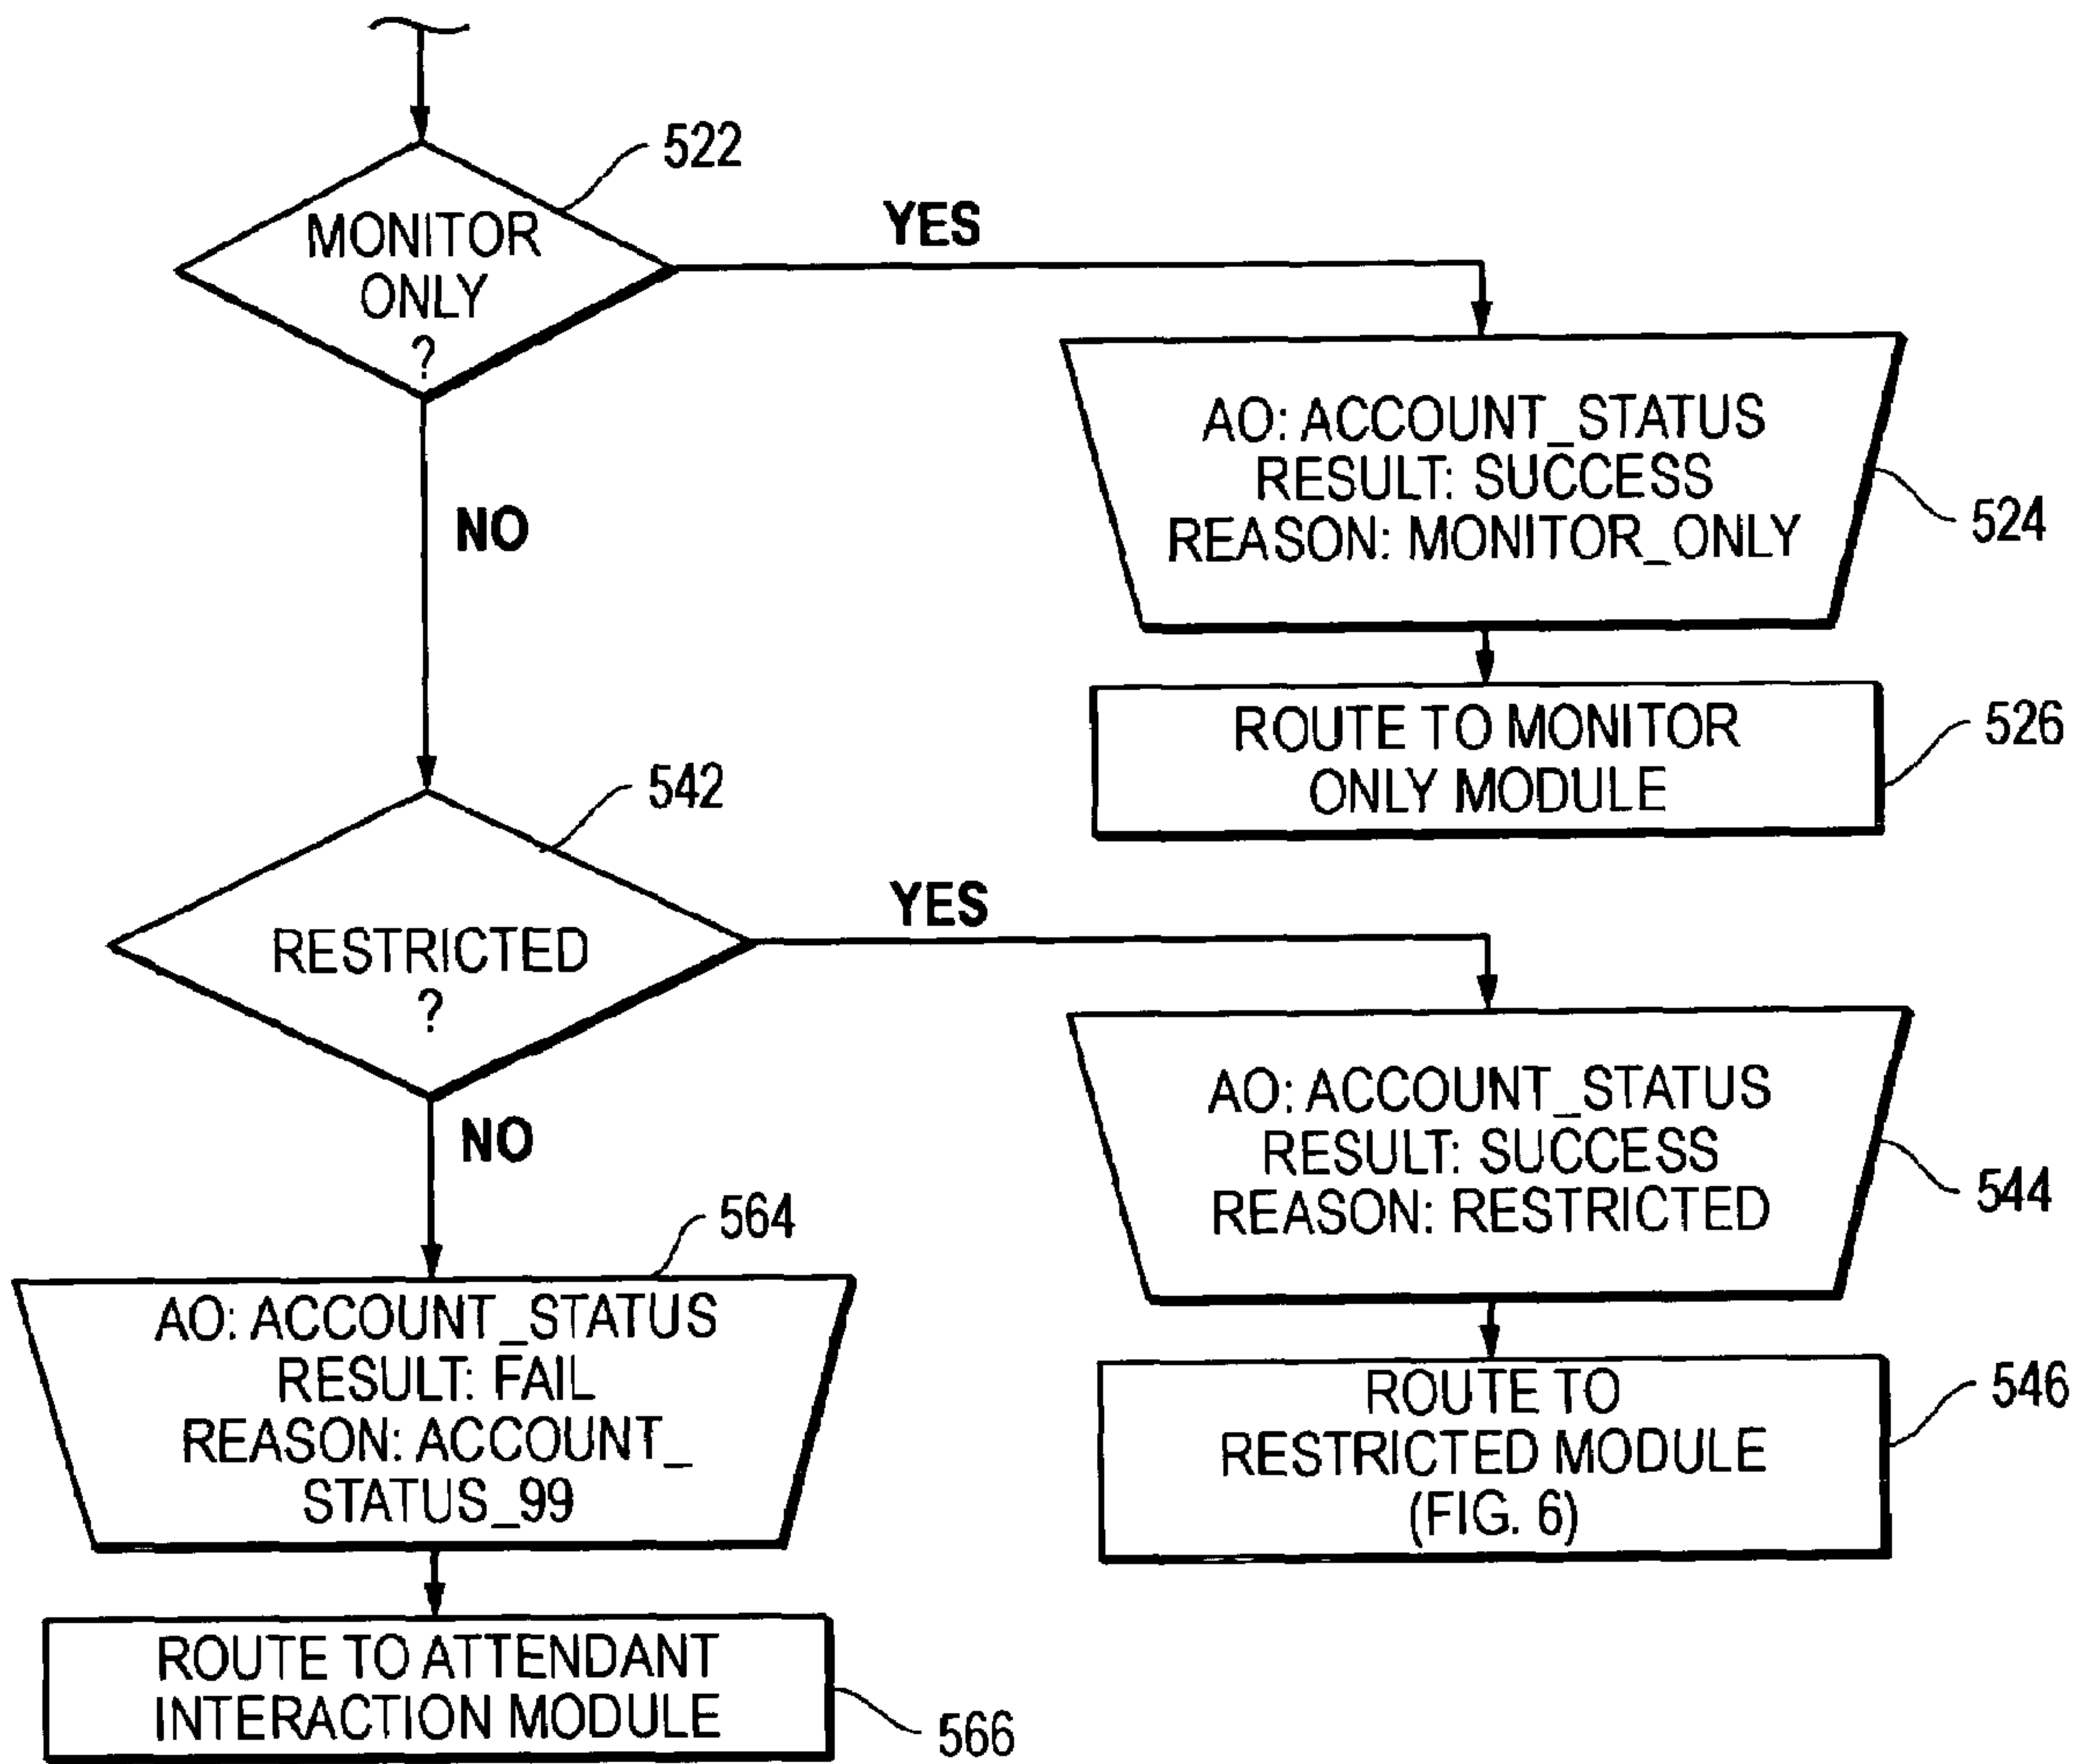 522
MONITOR
ONLY
?
YES
NO
AO: ACCOUNT_STATUS
RESULT: SUCCESS
REASON: MONITOR_ONLY
524
ROUTE TO MONITOR
ONLY MODULE
526
542
RESTRICTED
?
YES
NO
AO: ACCOUNT_STATUS
RESULT: SUCCESS
REASON: RESTRICTED
544
ROUTE TO
RESTRICTED MODULE
(FIG. 6)
546
564
AO: ACCOUNT_STATUS
RESULT: FAIL
REASON: ACCOUNT_
STATUS_99
ROUTE TO ATTENDANT
INTERACTION MODULE
566